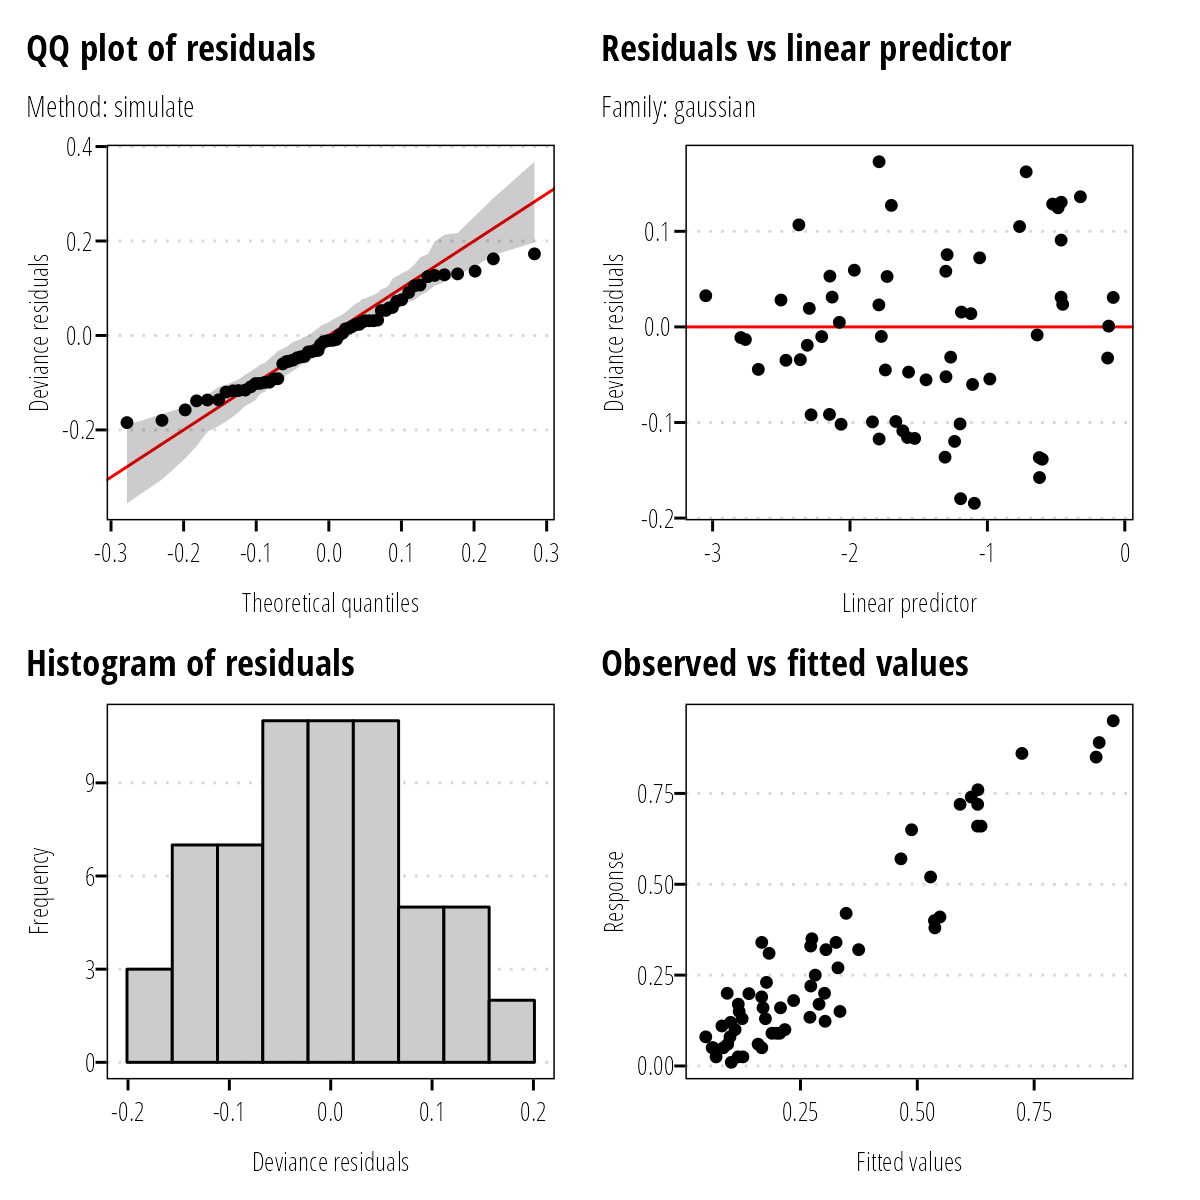 QQ plot of residuals
Method: simulate
Deviance residuals
0.4
0.2
0.0
-0.2
-0.3 -0.2 -0.1 0.0 0.1 0.2 0.3
Theoretical quantiles
Residuals vs linear predictor
Family: gaussian
Deviance residuals
0.1
0.0
-0.1
-0.2
-3 -2 -1 0
Linear predictor
Histogram of residuals
Frequency
9
6
3
0
-0.2 -0.1 0.0 0.1 0.2
Deviance residuals
Observed vs fitted values
Response
0.75
0.50
0.25
0.00
0.25 0.50 0.75
Fitted values